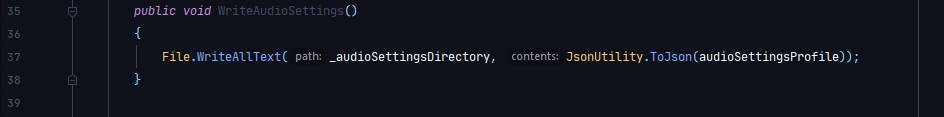 35 public void WriteAudioSettings()
36 {
37 File.WriteAllText( path: _audioSettingsDirectory, contents: JsonUtility.ToJson(audioSettingsProfile));
38 }
39